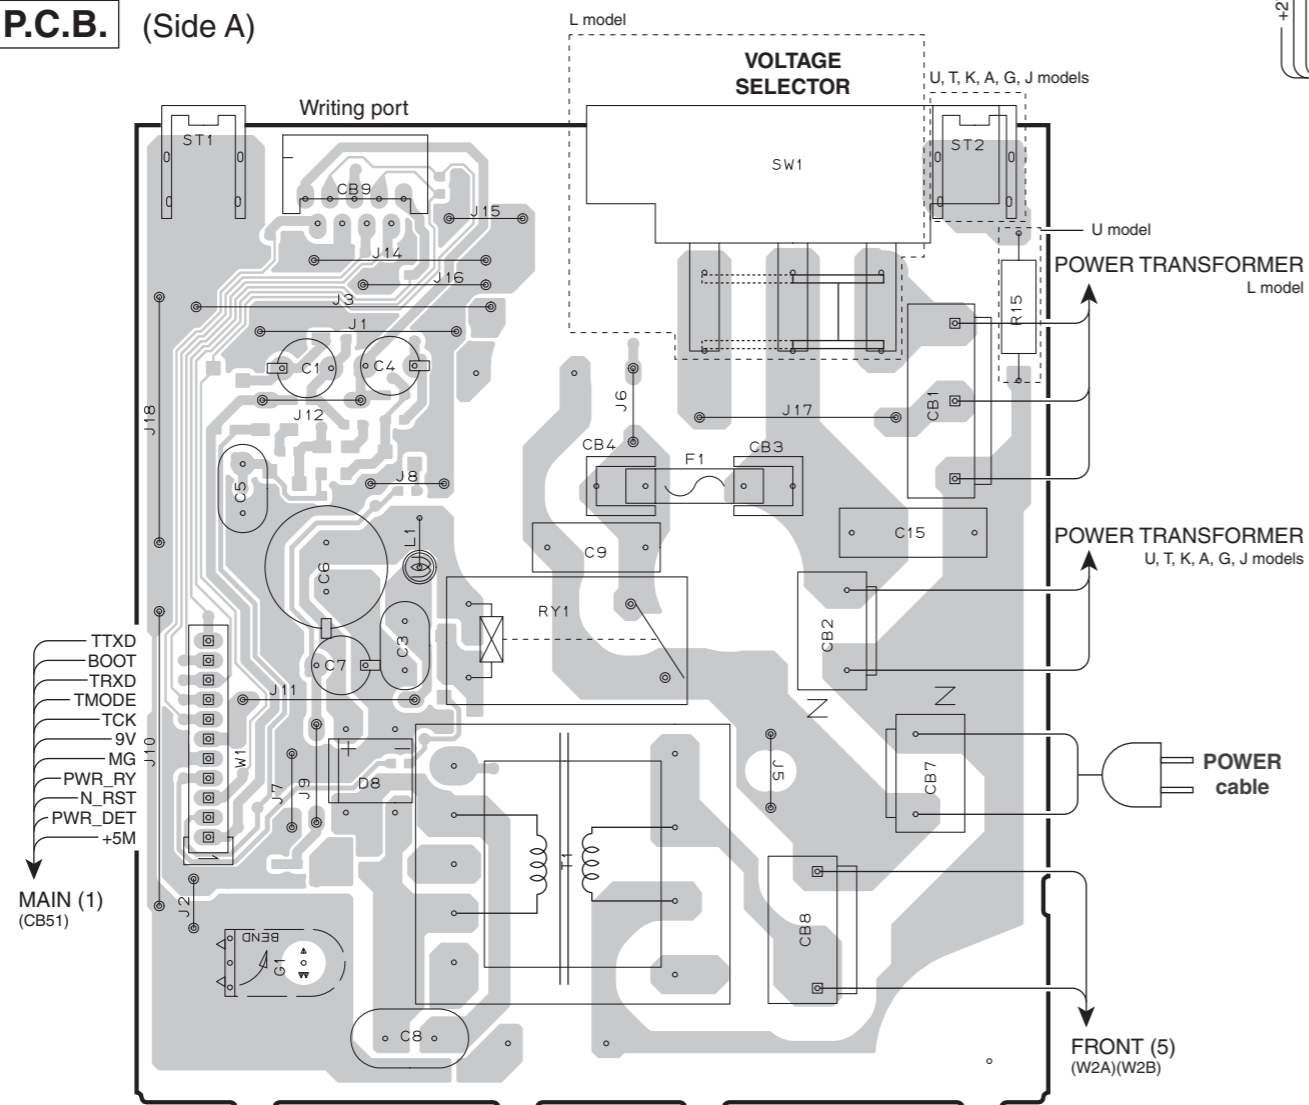 P.C.B. (Side A)
+2
L model
VOLTAGE
SELECTOR
U, T, K, A, G, J models
Writing port
ST1
ST2
SW1
CB9
J15
U model
J14
POWER TRANSFORMER
L model
J16
J3
R15
J1
C1
C4
J6
CB1
J12
J17
J18
CB4
F1
CB3
J8
C5
C15
L1
C9
POWER TRANSFORMER
U, T, K, A, G, J models
C6
RY1
CB2
C3
TTXD
BOOT
TRXD
TMODE
TCK
9V
MG
PWR_RY
N_RST
PWR_DET
+5M
C7
J11
N
N
J10
W1
J7
J9
+ −
D8
J5
CB7
POWER
cable
1
T1
MAIN (1)
(CB51)
J2
CB8
BEND
G1
C8
FRONT (5)
(W2A)(W2B)